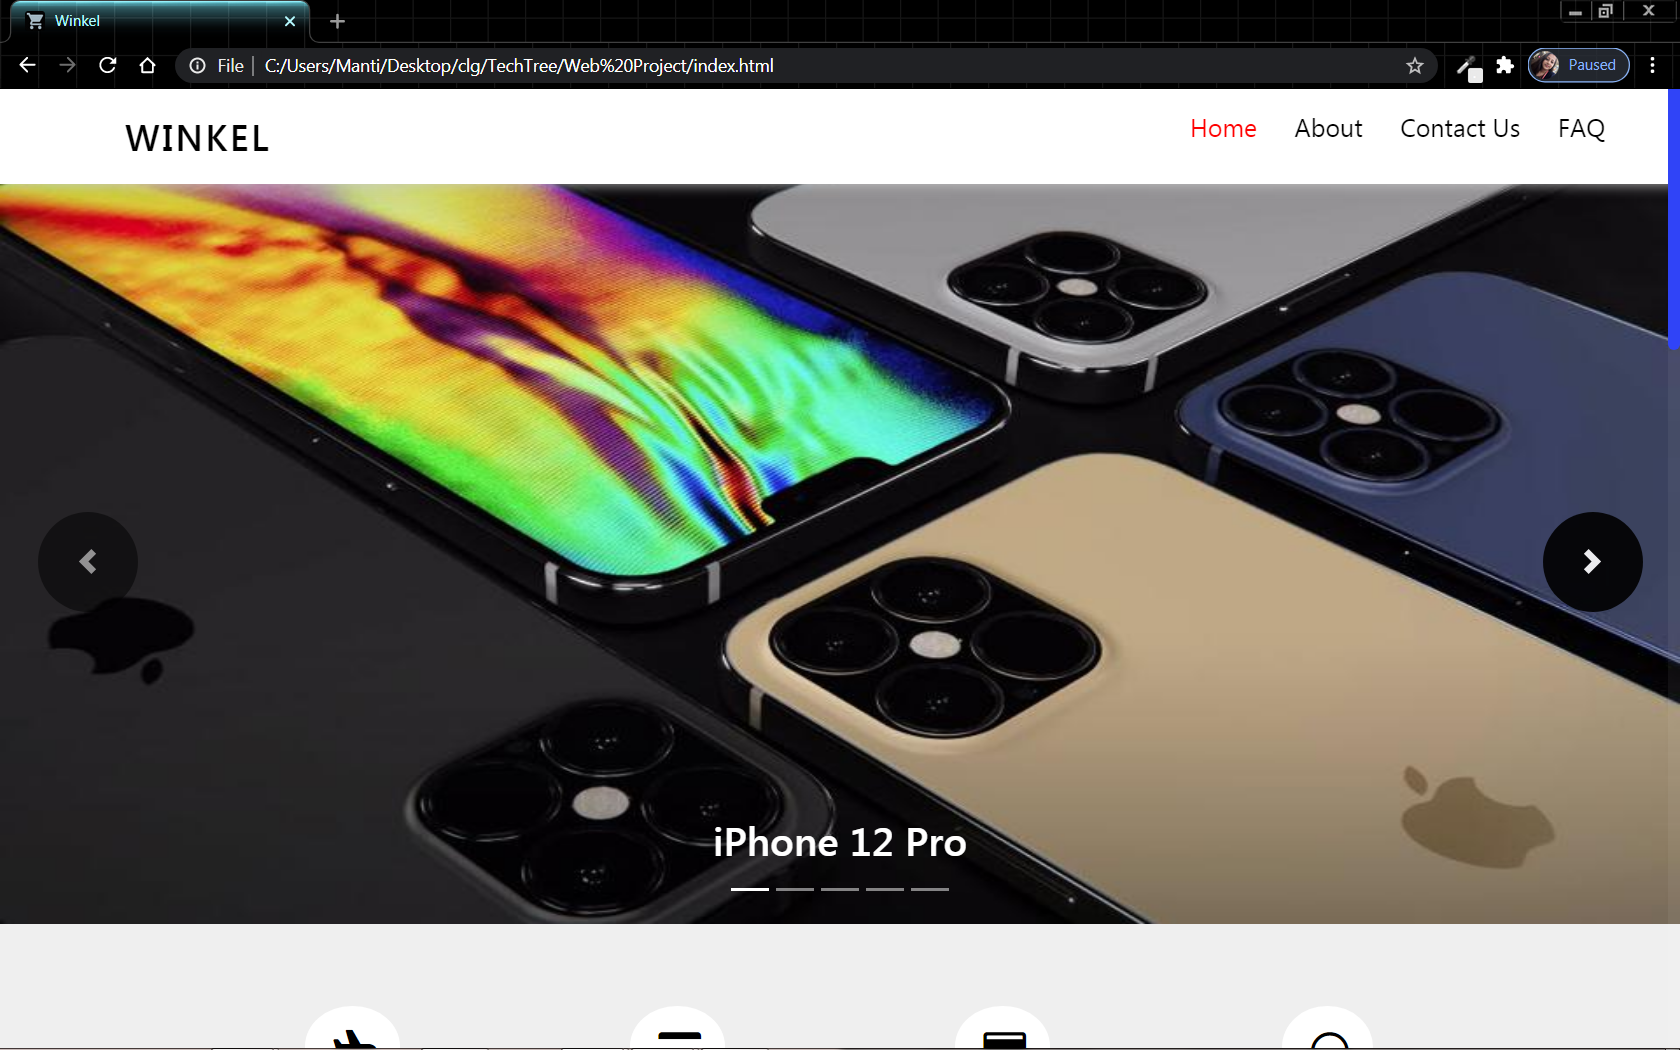 Winkel
File
C:/Users/Manti/Desktop/clg/TechTree/Web%20Project/index.html
Paused
WINKEL
Home
About
Contact Us
FAQ
iPhone 12 Pro